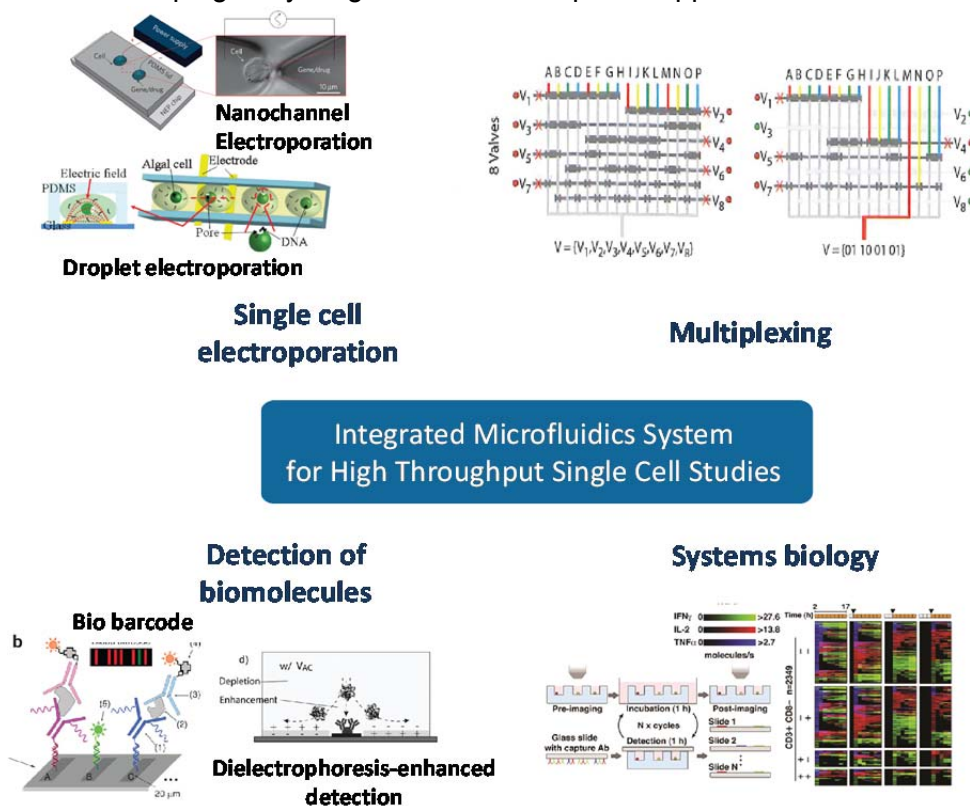 Power supply
Cell
PDMS lid
Gene/drug
NEP chip
Cell
Gene/drug
10 μm
Nanochannel
Electroporation
Algal cell
Electrode
Electric field
PDMS
Glass
Pore
DNA
Droplet electroporation
Single cell
electroporation
A B C D E F G H I J K L M N O P
8 Valves
V1
V2
V3
V4
V5
V6
V7
V8
V = {V1,V2,V3,V4,V5,V6,V7,V8}
A B C D E F G H I J K L M N O P
V1
V2
V3
V4
V5
V6
V7
V8
V = {01 10 01 01}
Multiplexing
Integrated Microfluidics System
for High Throughput Single Cell Studies
Detection of
biomolecules
Bio barcode
b
(4)
(3)
(5)
(2)
(1)
A
B
C
...
20 μm
d)
w/ VAC
Depletion
Enhancement
Dielectrophoresis-enhanced
detection
Systems biology
IFNγ 0 >27.6
IL-2 0 >13.8
TNFα 0 >2.7
molecules/s
Pre-imaging
Incubation (1 h)
Post-imaging
N x cycles
Glass slide
with capture Ab
Detection (1 h)
Slide 1
Slide 2
Slide N
Time (h)
2
17
CD3+ CD8- n=2349